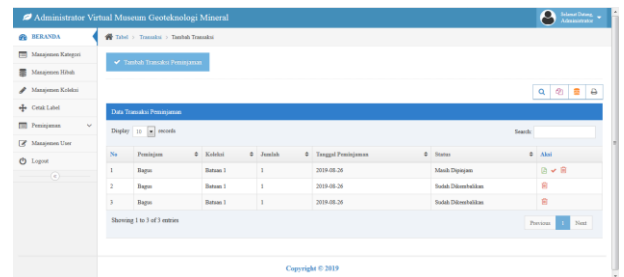 Administrator Virtual Museum Geoteknologi Mineral
Selamat Datang,
Administrator
BERANDA
Manajemen Kategori
Manajemen Hibah
Manajemen Koleksi
Cetak Label
Peminjaman
Manajemen User
Logout
Tabel > Transaksi > Tambah Transaksi
Tambah Transaksi Peminjaman
Data Transaksi Peminjaman
Display 10 records Search:
No Peminjam Koleksi Jumlah Tanggal Peminjaman Status Aksi
1 Bagus Batuan 1 1 2019-08-26 Masih Dipinjam
2 Bagus Batuan 1 1 2019-08-26 Sudah Dikembalikan
3 Bagus Batuan 1 1 2019-08-26 Sudah Dikembalikan
Showing 1 to 3 of 3 entries
Previous 1 Next
Copyright © 2019